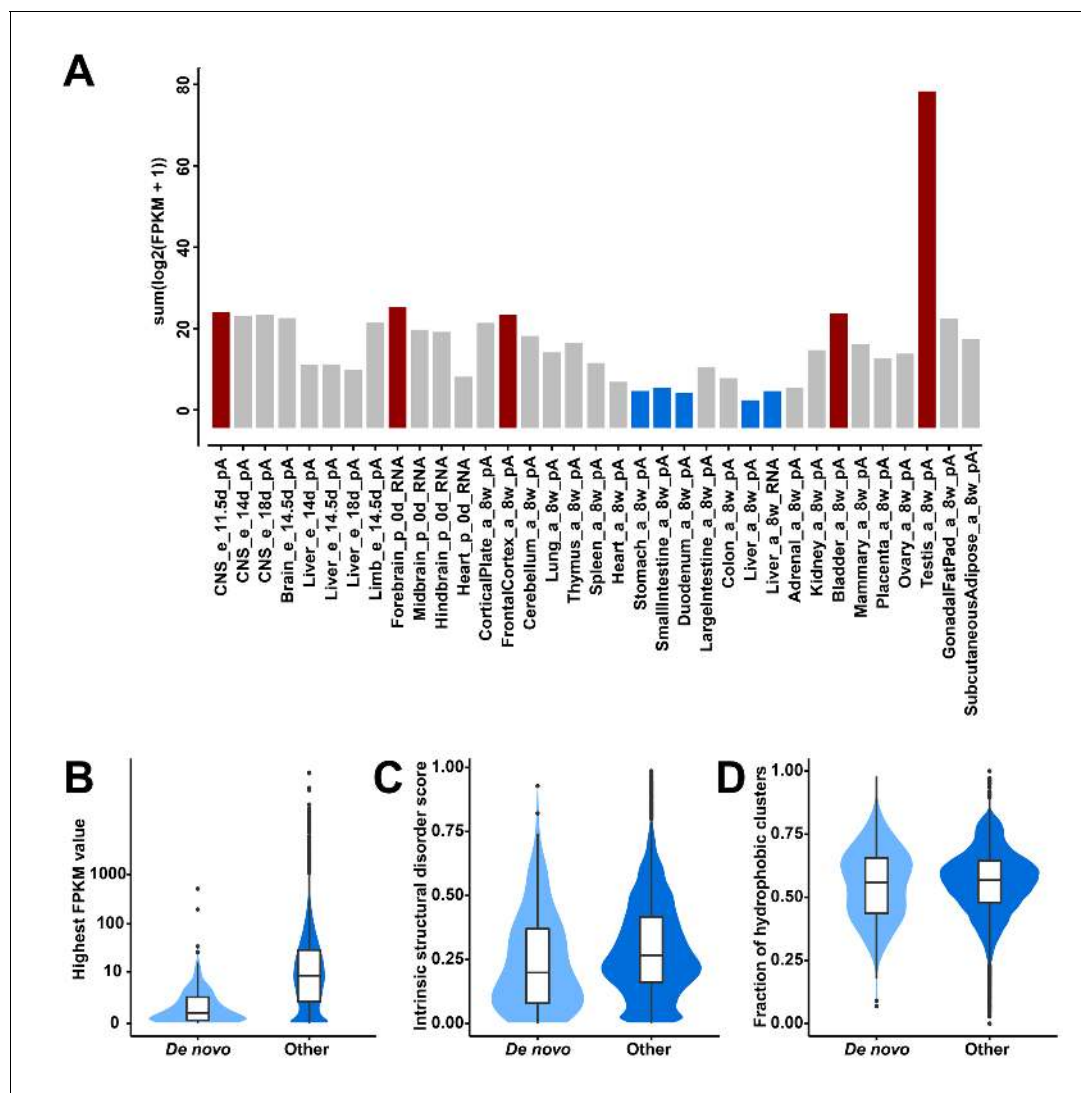 A
sum(log2(FPKM + 1))
80
60
40
20
0
CNS_e_11.5d_pA
CNS_e_14d_pA
CNS_e_18d_pA
Brain_e_14.5d_pA
Liver_e_14d_pA
Liver_e_14.5d_pA
Liver_e_18d_pA
Limb_e_14.5d_pA
Forebrain_p_0d_RNA
Midbrain_p_0d_RNA
Hindbrain_p_0d_RNA
Heart_p_0d_RNA
CorticalPlate_a_8w_pA
FrontalCortex_a_8w_pA
Cerebellum_a_8w_pA
Lung_a_8w_pA
Thymus_a_8w_pA
Spleen_a_8w_pA
Heart_a_8w_pA
Stomach_a_8w_pA
SmallIntestine_a_8w_pA
Duodenum_a_8w_pA
LargeIntestine_a_8w_pA
Colon_a_8w_pA
Liver_a_8w_pA
Liver_a_8w_RNA
Adrenal_a_8w_pA
Kidney_a_8w_pA
Bladder_a_8w_pA
Mammary_a_8w_pA
Placenta_a_8w_pA
Ovary_a_8w_pA
Testis_a_8w_pA
GonadalFatPad_a_8w_pA
SubcutaneousAdipose_a_8w_pA
B
Highest FPKM value
1000
100
10
0
De novo
Other
C
Intrinsic structural disorder score
1.00
0.75
0.50
0.25
0.00
De novo
Other
D
Fraction of hydrophobic clusters
1.00
0.75
0.50
0.25
0.00
De novo
Other